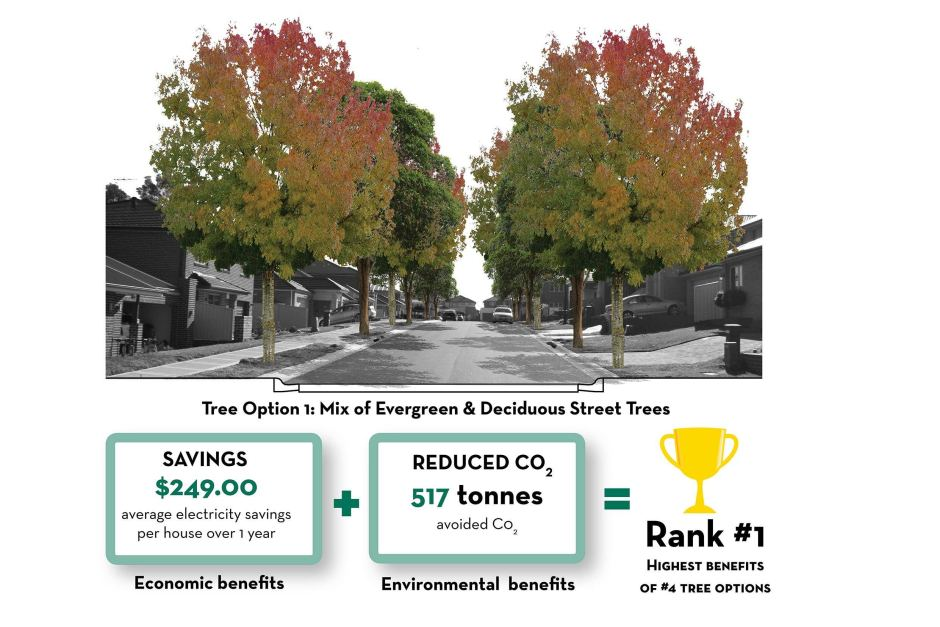 Tree Option 1: Mix of Evergreen & Deciduous Street Trees
SAVINGS
$249.00
average electricity savings
per house over 1 year
Economic benefits
+
REDUCED CO₂
517 tonnes
avoided Co₂
Environmental benefits
=
Rank #1
HIGHEST BENEFITS
OF #4 TREE OPTIONS